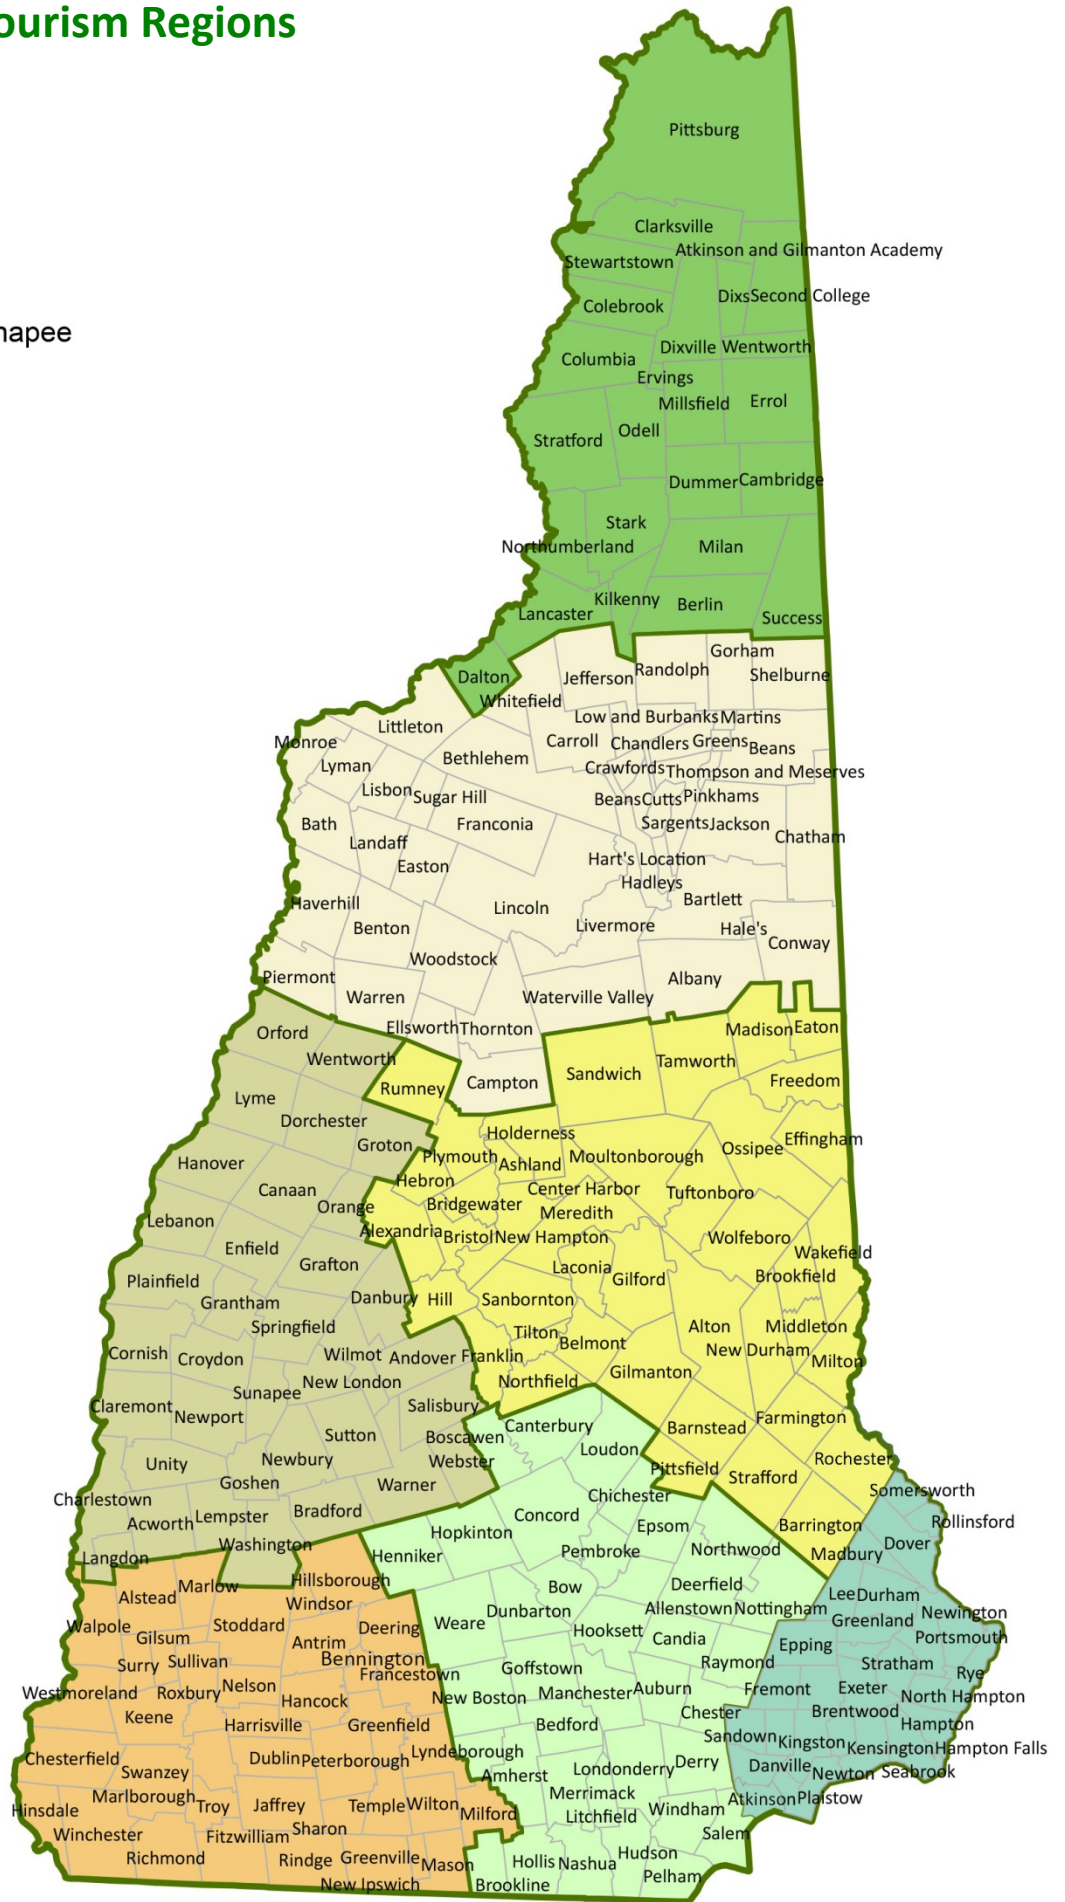 ourism Regions
Pittsburg
Clarksville
Atkinson and Gilmanton Academy
Stewartstown
DixsSecond College
Colebrook
Dixville Wentworth
Columbia
Ervings
Millsfield Errol
Odell
Stratford
DummerCambridge
Stark
Northumberland Milan
Kilkenny Berlin
Lancaster Success
napee
Gorham
Dalton Jefferson Randolph Shelburne
Whitefield
Littleton Low and Burbanks Martins
Monroe Carroll Chandlers Greens Beans
Lyman Bethlehem Crawfords Thompson and Meserves
Lisbon Sugar Hill Beans Cutts Pinkhams
Bath Franconia Sargents Jackson Chatham
Landaff
Easton Hart's Location
Hadleys
Haverhill Lincoln Bartlett
Benton Livermore Hale's
Woodstock Conway
Piermont Albany
Warren Waterville Valley
Orford Ellsworth Thornton Madison Eaton
Wentworth Tamworth
Rumney Campton Sandwich Freedom
Lyme
Dorchester Holderness
Groton Plymouth Ashland Moultonborough Ossipee Effingham
Hanover Hebron
Canaan Center Harbor Tuftonboro
Orange Bridgewater Meredith
Lebanon Alexandria Bristol New Hampton Wolfeboro
Enfield Wakefield
Grafton Laconia Gilford Brookfield
Plainfield
Grantham Danbury Hill Sanbornton
Springfield Tilton Alton Middleton
Cornish Croydon Wilmot Andover Franklin Belmont New Durham Milton
New London Northfield Gilmanton
Sunapee
Claremont Newport Salisbury
Canterbury Barnstead Farmington
Sutton Boscawen Loudon
Unity Newbury Webster Pittsfield Strafford Rochester
Goshen Warner
Charlestown Chichester Somersworth
Acworth Lempster Bradford Concord Epsom Barrington Rollinsford
Washington Hopkinton
Langdon Henniker Pembroke Northwood Madbury Dover
Alstead Marlow Hillsborough Bow Deerfield Lee Durham
Windsor Dunbarton Allenstown Nottingham Greenland Newington
Walpole Stoddard Deering Weare Hooksett Portsmouth
Gilsum Antrim Candia Epping
Surry Sullivan Bennington Goffstown Raymond Stratham
Francestown Rye
Westmoreland Roxbury Nelson Hancock New Boston Manchester Auburn Fremont Exeter North Hampton
Keene Harrisville Greenfield Bedford Chester Brentwood Hampton
Sandown Kingston Kensington Hampton Falls
Chesterfield Dublin Peterborough Lyndeborough Derry Danville
Swanzey Amherst Londonderry Newton Seabrook
Marlborough Merrimack Atkinson Plaistow
Hinsdale Troy Jaffrey Temple Wilton Milford Litchfield Windham
Winchester Fitzwilliam Sharon Salem
Richmond Rindge Greenville Mason Hollis Nashua Hudson
New Ipswich Brookline Pelham